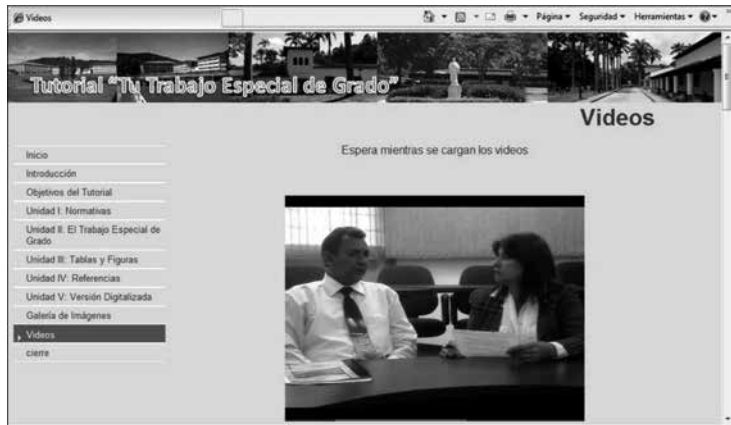 Videos
Página Seguridad Herramientas
Tutorial "Tu Trabajo Especial de Grado"
Videos
Espera mientras se cargan los videos
Inicio
Introducción
Objetivos del Tutorial
Unidad I: Normativas
Unidad II: El Trabajo Especial de
Grado
Unidad III: Tablas y Figuras
Unidad IV: Referencias
Unidad V: Versión Digitalizada
Galería de Imágenes
Videos
cierre